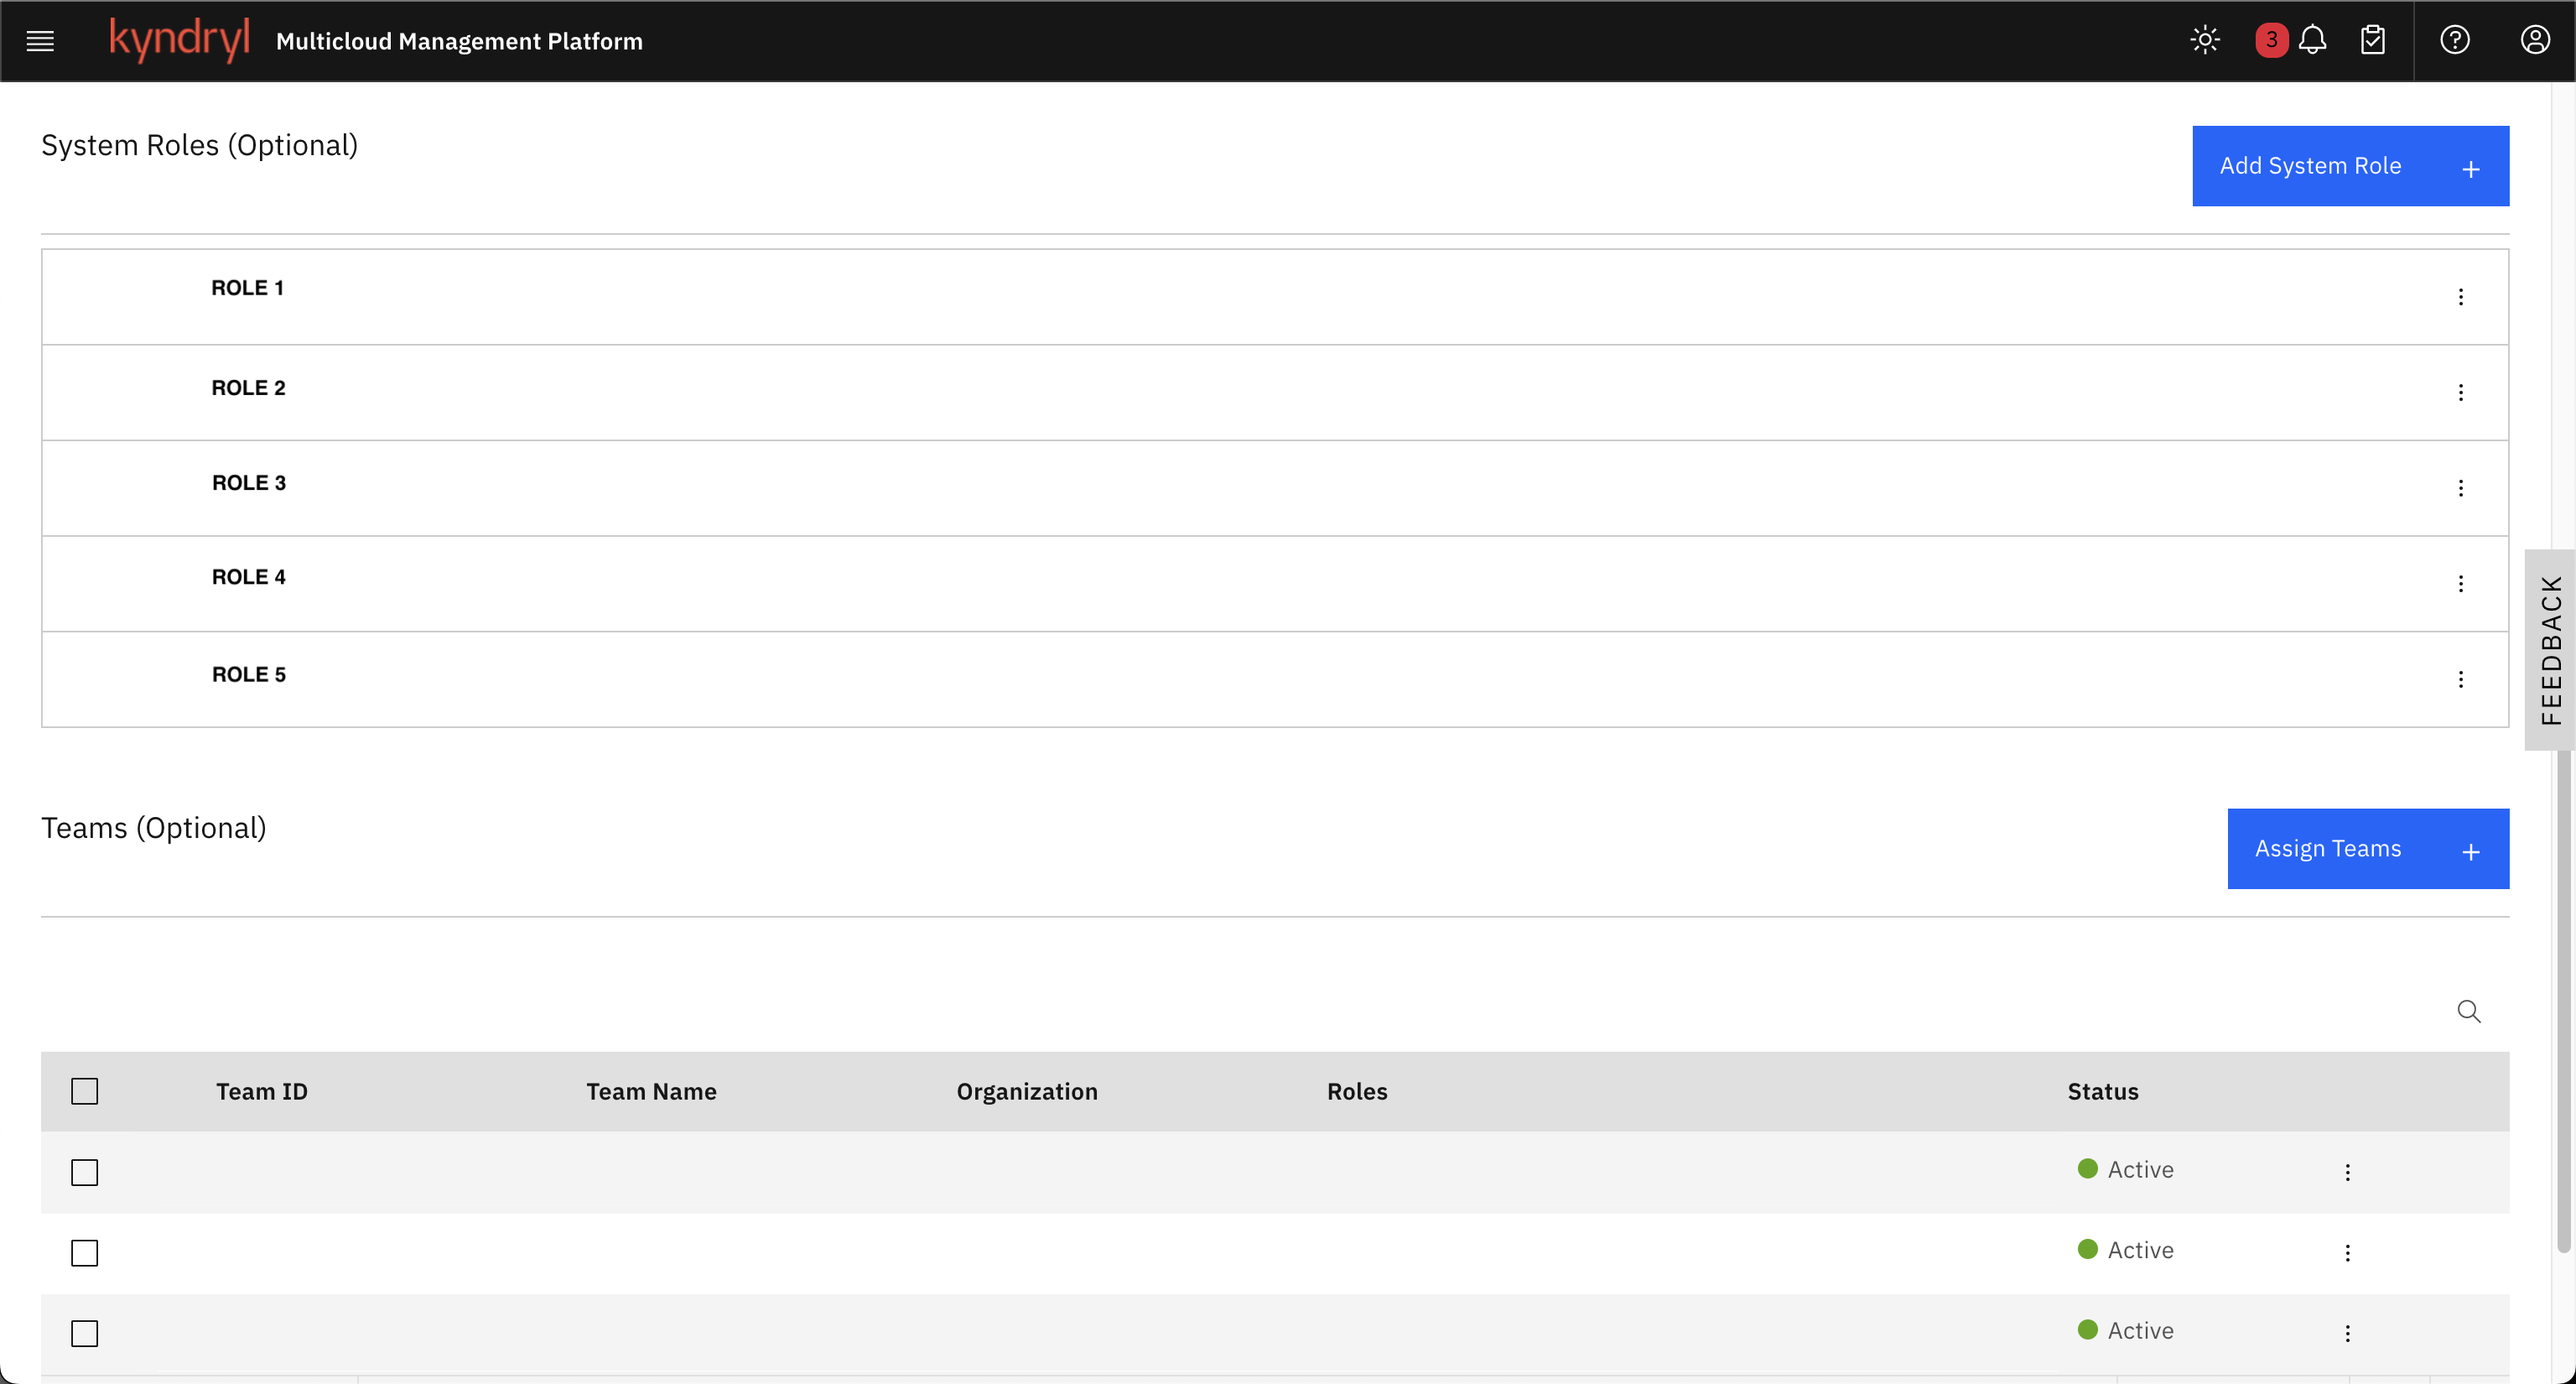 kyndryl Multicloud Management Platform 3
System Roles (Optional)
Add System Role +
ROLE 1
ROLE 2
ROLE 3
ROLE 4
ROLE 5
FEEDBACK
Teams (Optional)
Assign Teams +
Team ID Team Name Organization Roles Status
Active
Active
Active